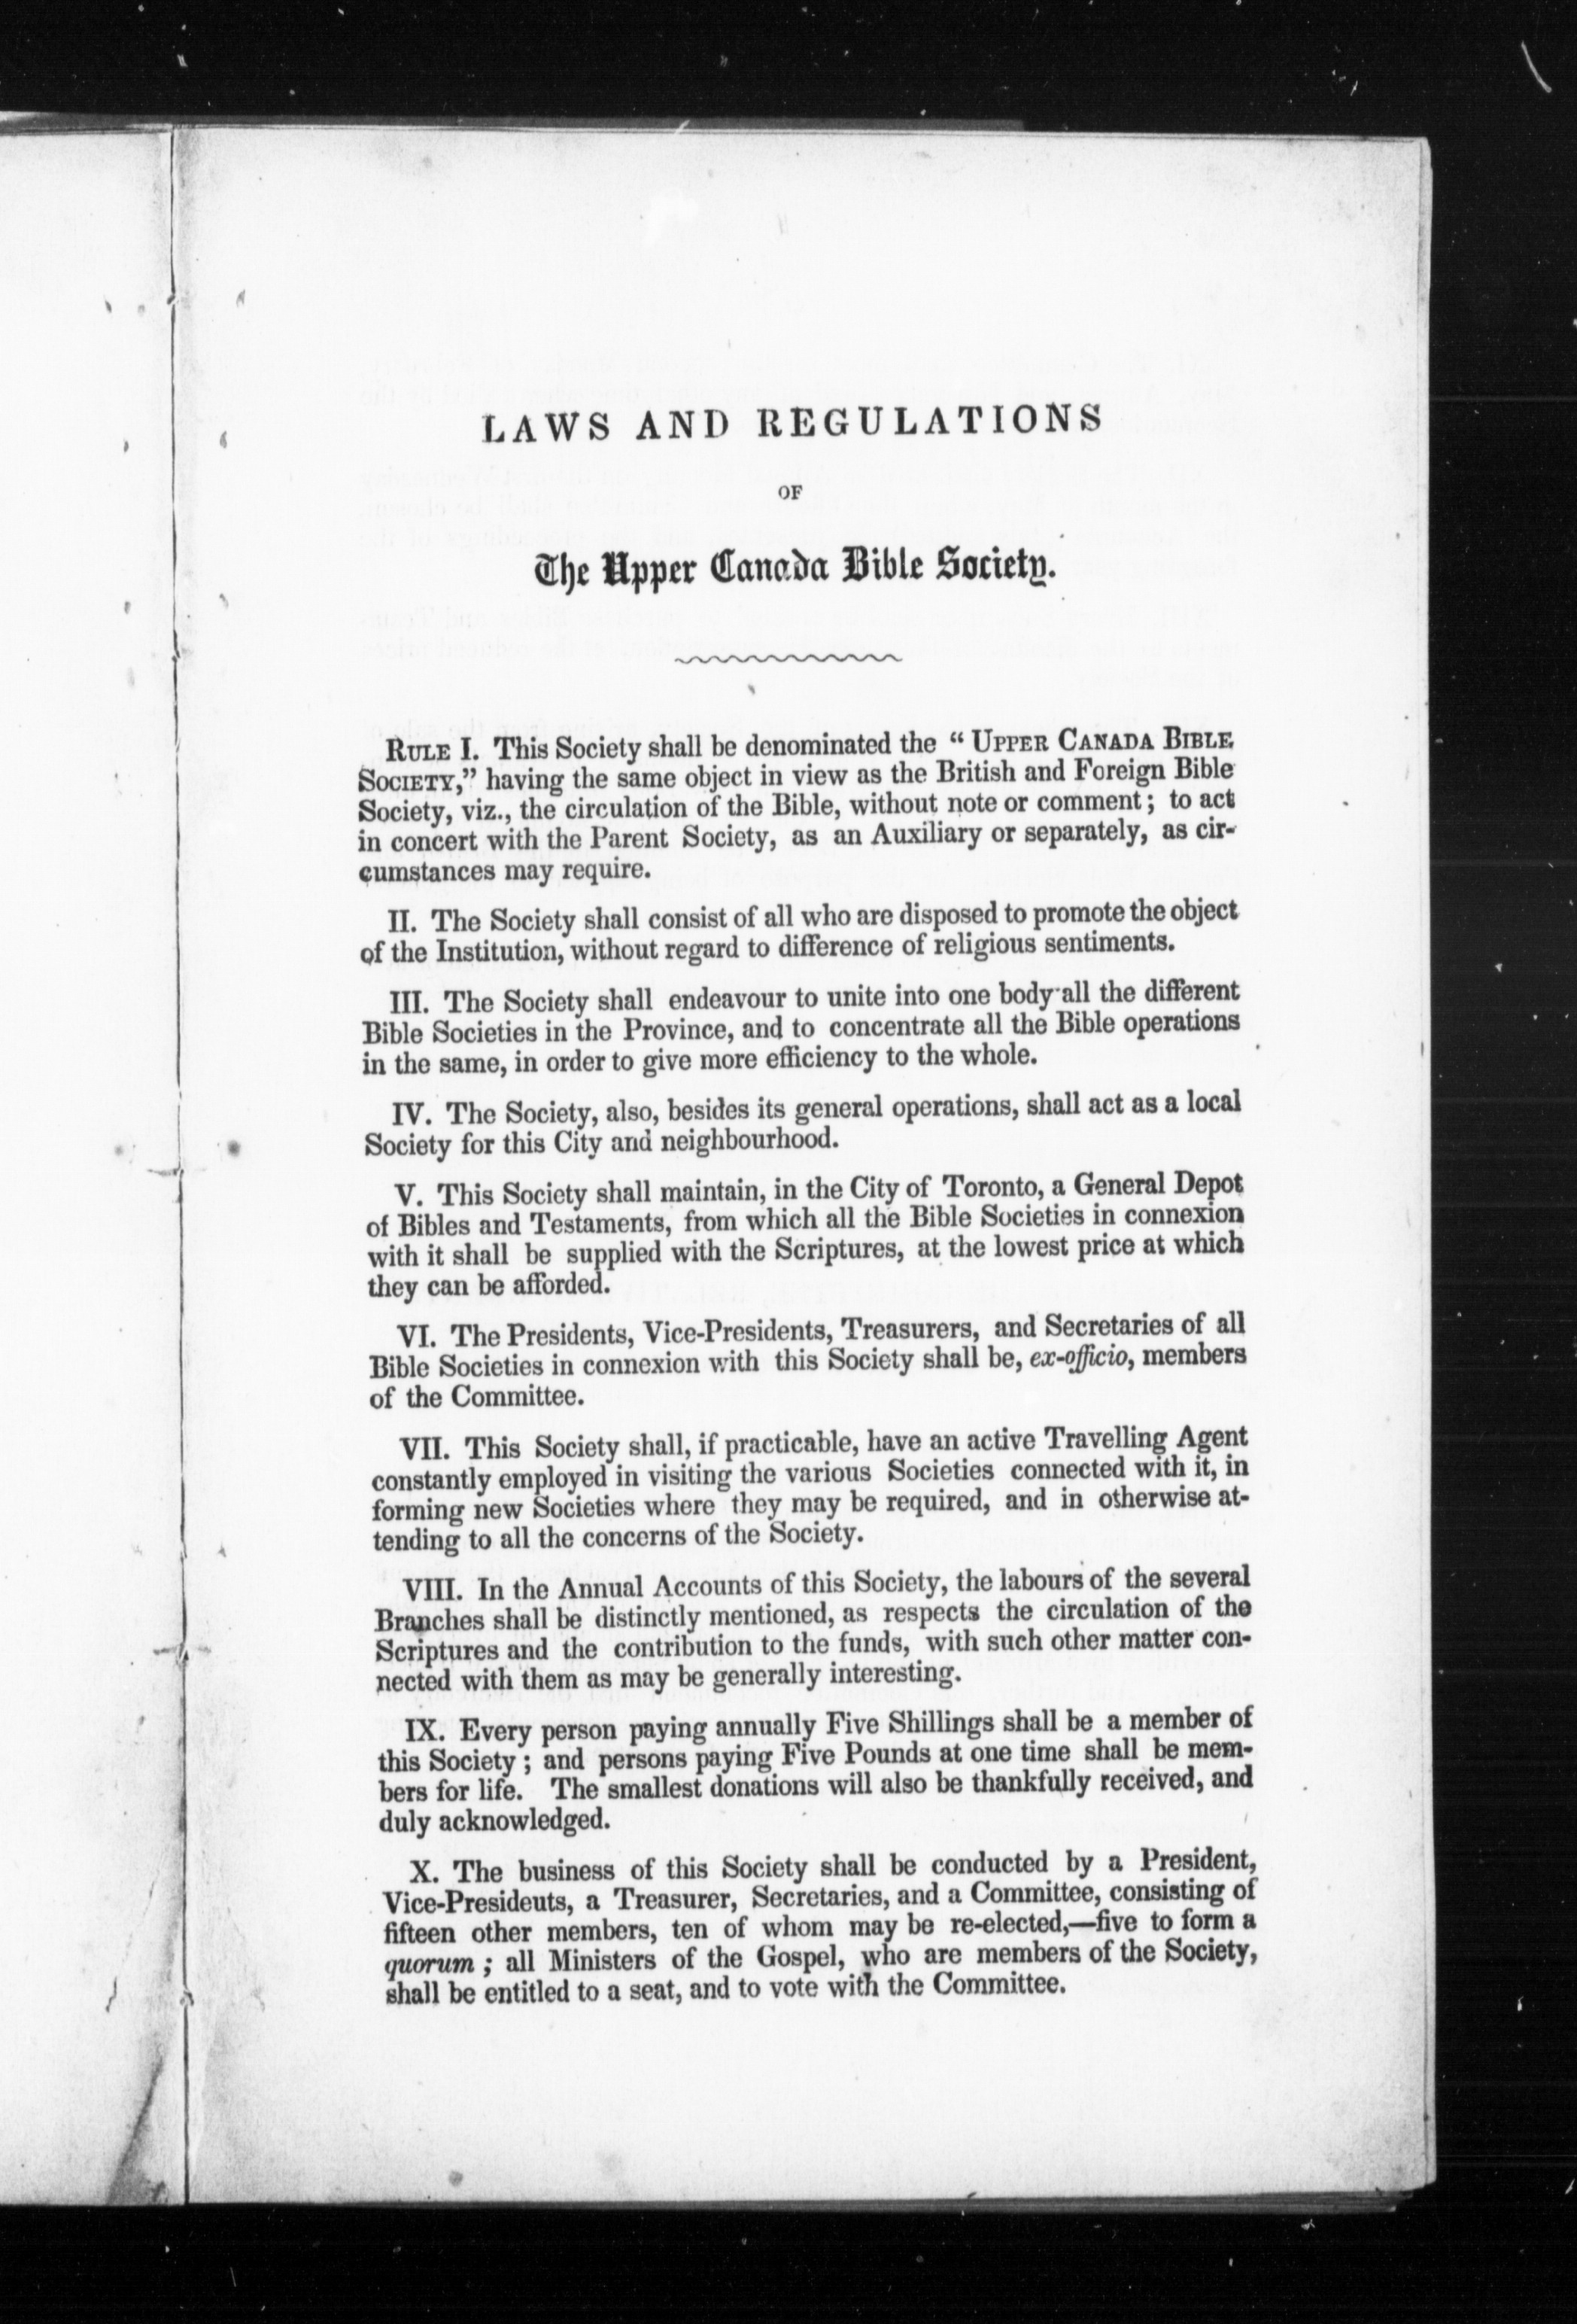 LAWS AND REGULATIONS
OF
The Upper Canada Bible Society.
RULE I. This Society shall be denominated the “ UPPER CANADA BIBLE
SOCIETY,” having the same object in view as the British and Foreign Bible
Society, viz., the circulation of the Bible, without note or comment; to act
in concert with the Parent Society, as an Auxiliary or separately, as cir-
cumstances may require.
II. The Society shall consist of all who are disposed to promote the object
of the Institution, without regard to difference of religious sentiments.
III. The Society shall endeavour to unite into one body all the different
Bible Societies in the Province, and to concentrate all the Bible operations
in the same, in order to give more efficiency to the whole.
IV. The Society, also, besides its general operations, shall act as a local
Society for this City and neighbourhood.
V. This Society shall maintain, in the City of Toronto, a General Depot
of Bibles and Testaments, from which all the Bible Societies in connexion
with it shall be supplied with the Scriptures, at the lowest price at which
they can be afforded.
VI. The Presidents, Vice-Presidents, Treasurers, and Secretaries of all
Bible Societies in connexion with this Society shall be, ex-officio, members
of the Committee.
VII. This Society shall, if practicable, have an active Travelling Agent
constantly employed in visiting the various Societies connected with it, in
forming new Societies where they may be required, and in otherwise at-
tending to all the concerns of the Society.
VIII. In the Annual Accounts of this Society, the labours of the several
Branches shall be distinctly mentioned, as respects the circulation of the
Scriptures and the contribution to the funds, with such other matter con-
nected with them as may be generally interesting.
IX. Every person paying annually Five Shillings shall be a member of
this Society ; and persons paying Five Pounds at one time shall be mem-
bers for life. The smallest donations will also be thankfully received, and
duly acknowledged.
X. The business of this Society shall be conducted by a President,
Vice-Presideuts, a Treasurer, Secretaries, and a Committee, consisting of
fifteen other members, ten of whom may be re-elected,—five to form a
quorum ; all Ministers of the Gospel, who are members of the Society,
shall be entitled to a seat, and to vote with the Committee.